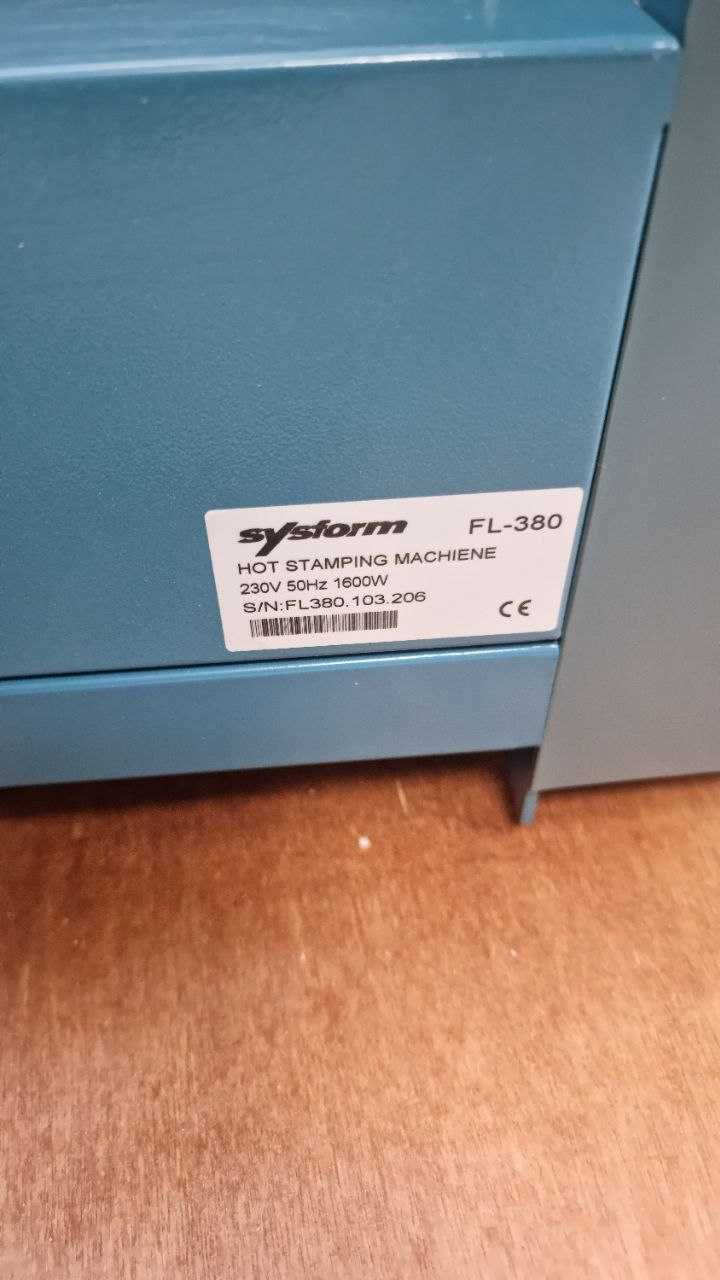 sysform FL-380
HOT STAMPING MACHIENE
230V 50Hz 1600W
S/N:FL380.103.206
CE